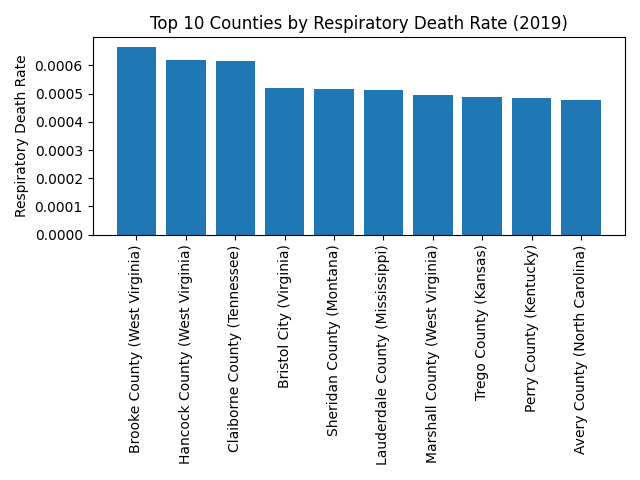 Top 10 Counties by Respiratory Death Rate (2019)
Respiratory Death Rate
0.0006
0.0005
0.0004
0.0003
0.0002
0.0001
0.0000
Brooke County (West Virginia)
Hancock County (West Virginia)
Claiborne County (Tennessee)
Bristol City (Virginia)
Sheridan County (Montana)
Lauderdale County (Mississippi)
Marshall County (West Virginia)
Trego County (Kansas)
Perry County (Kentucky)
Avery County (North Carolina)